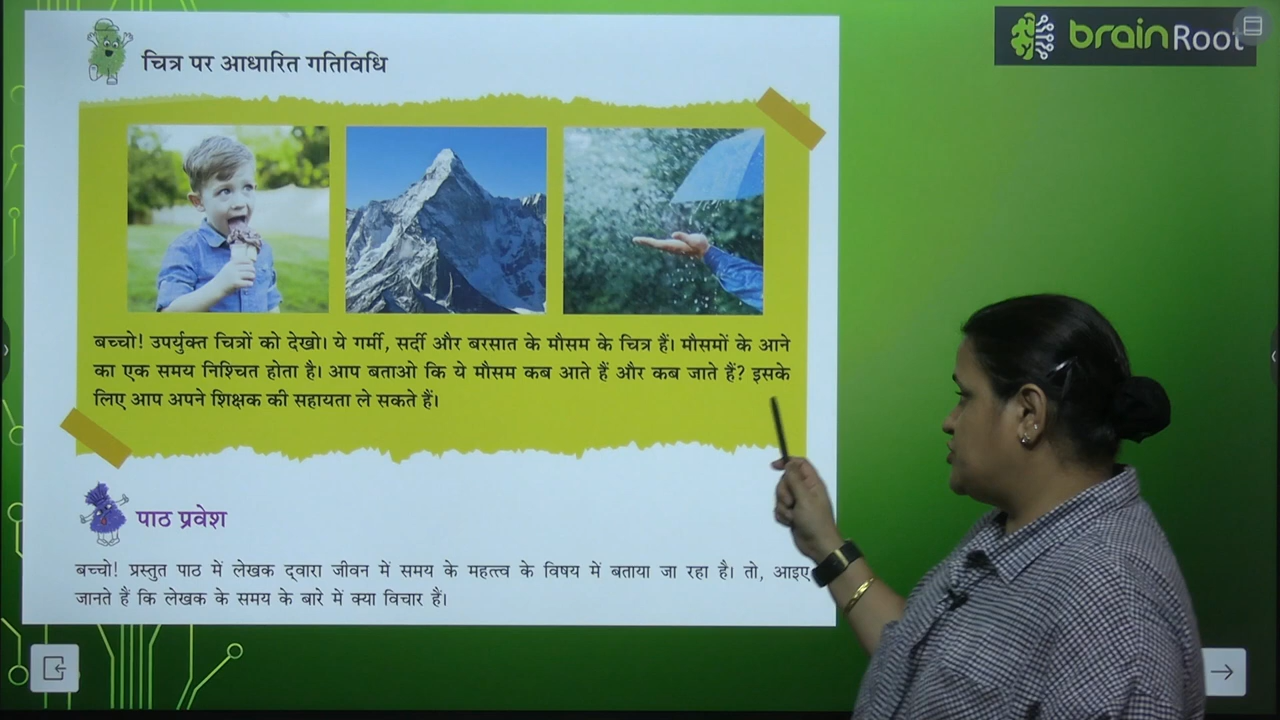 brainRoot
चित्र पर आधारित गतिविधि
बच्चो! उपर्युक्त चित्रों को देखो। ये गर्मी, सर्दी और बरसात के मौसम के चित्र हैं। मौसमों के आने
का एक समय निश्चित होता है। आप बताओ कि ये मौसम कब आते हैं और कब जाते हैं? इसके
लिए आप अपने शिक्षक की सहायता ले सकते हैं।
पाठ प्रवेश
बच्चो! प्रस्तुत पाठ में लेखक द्वारा जीवन में समय के महत्त्व के विषय में बताया जा रहा है। तो, आइए
जानते हैं कि लेखक के समय के बारे में क्या विचार हैं।